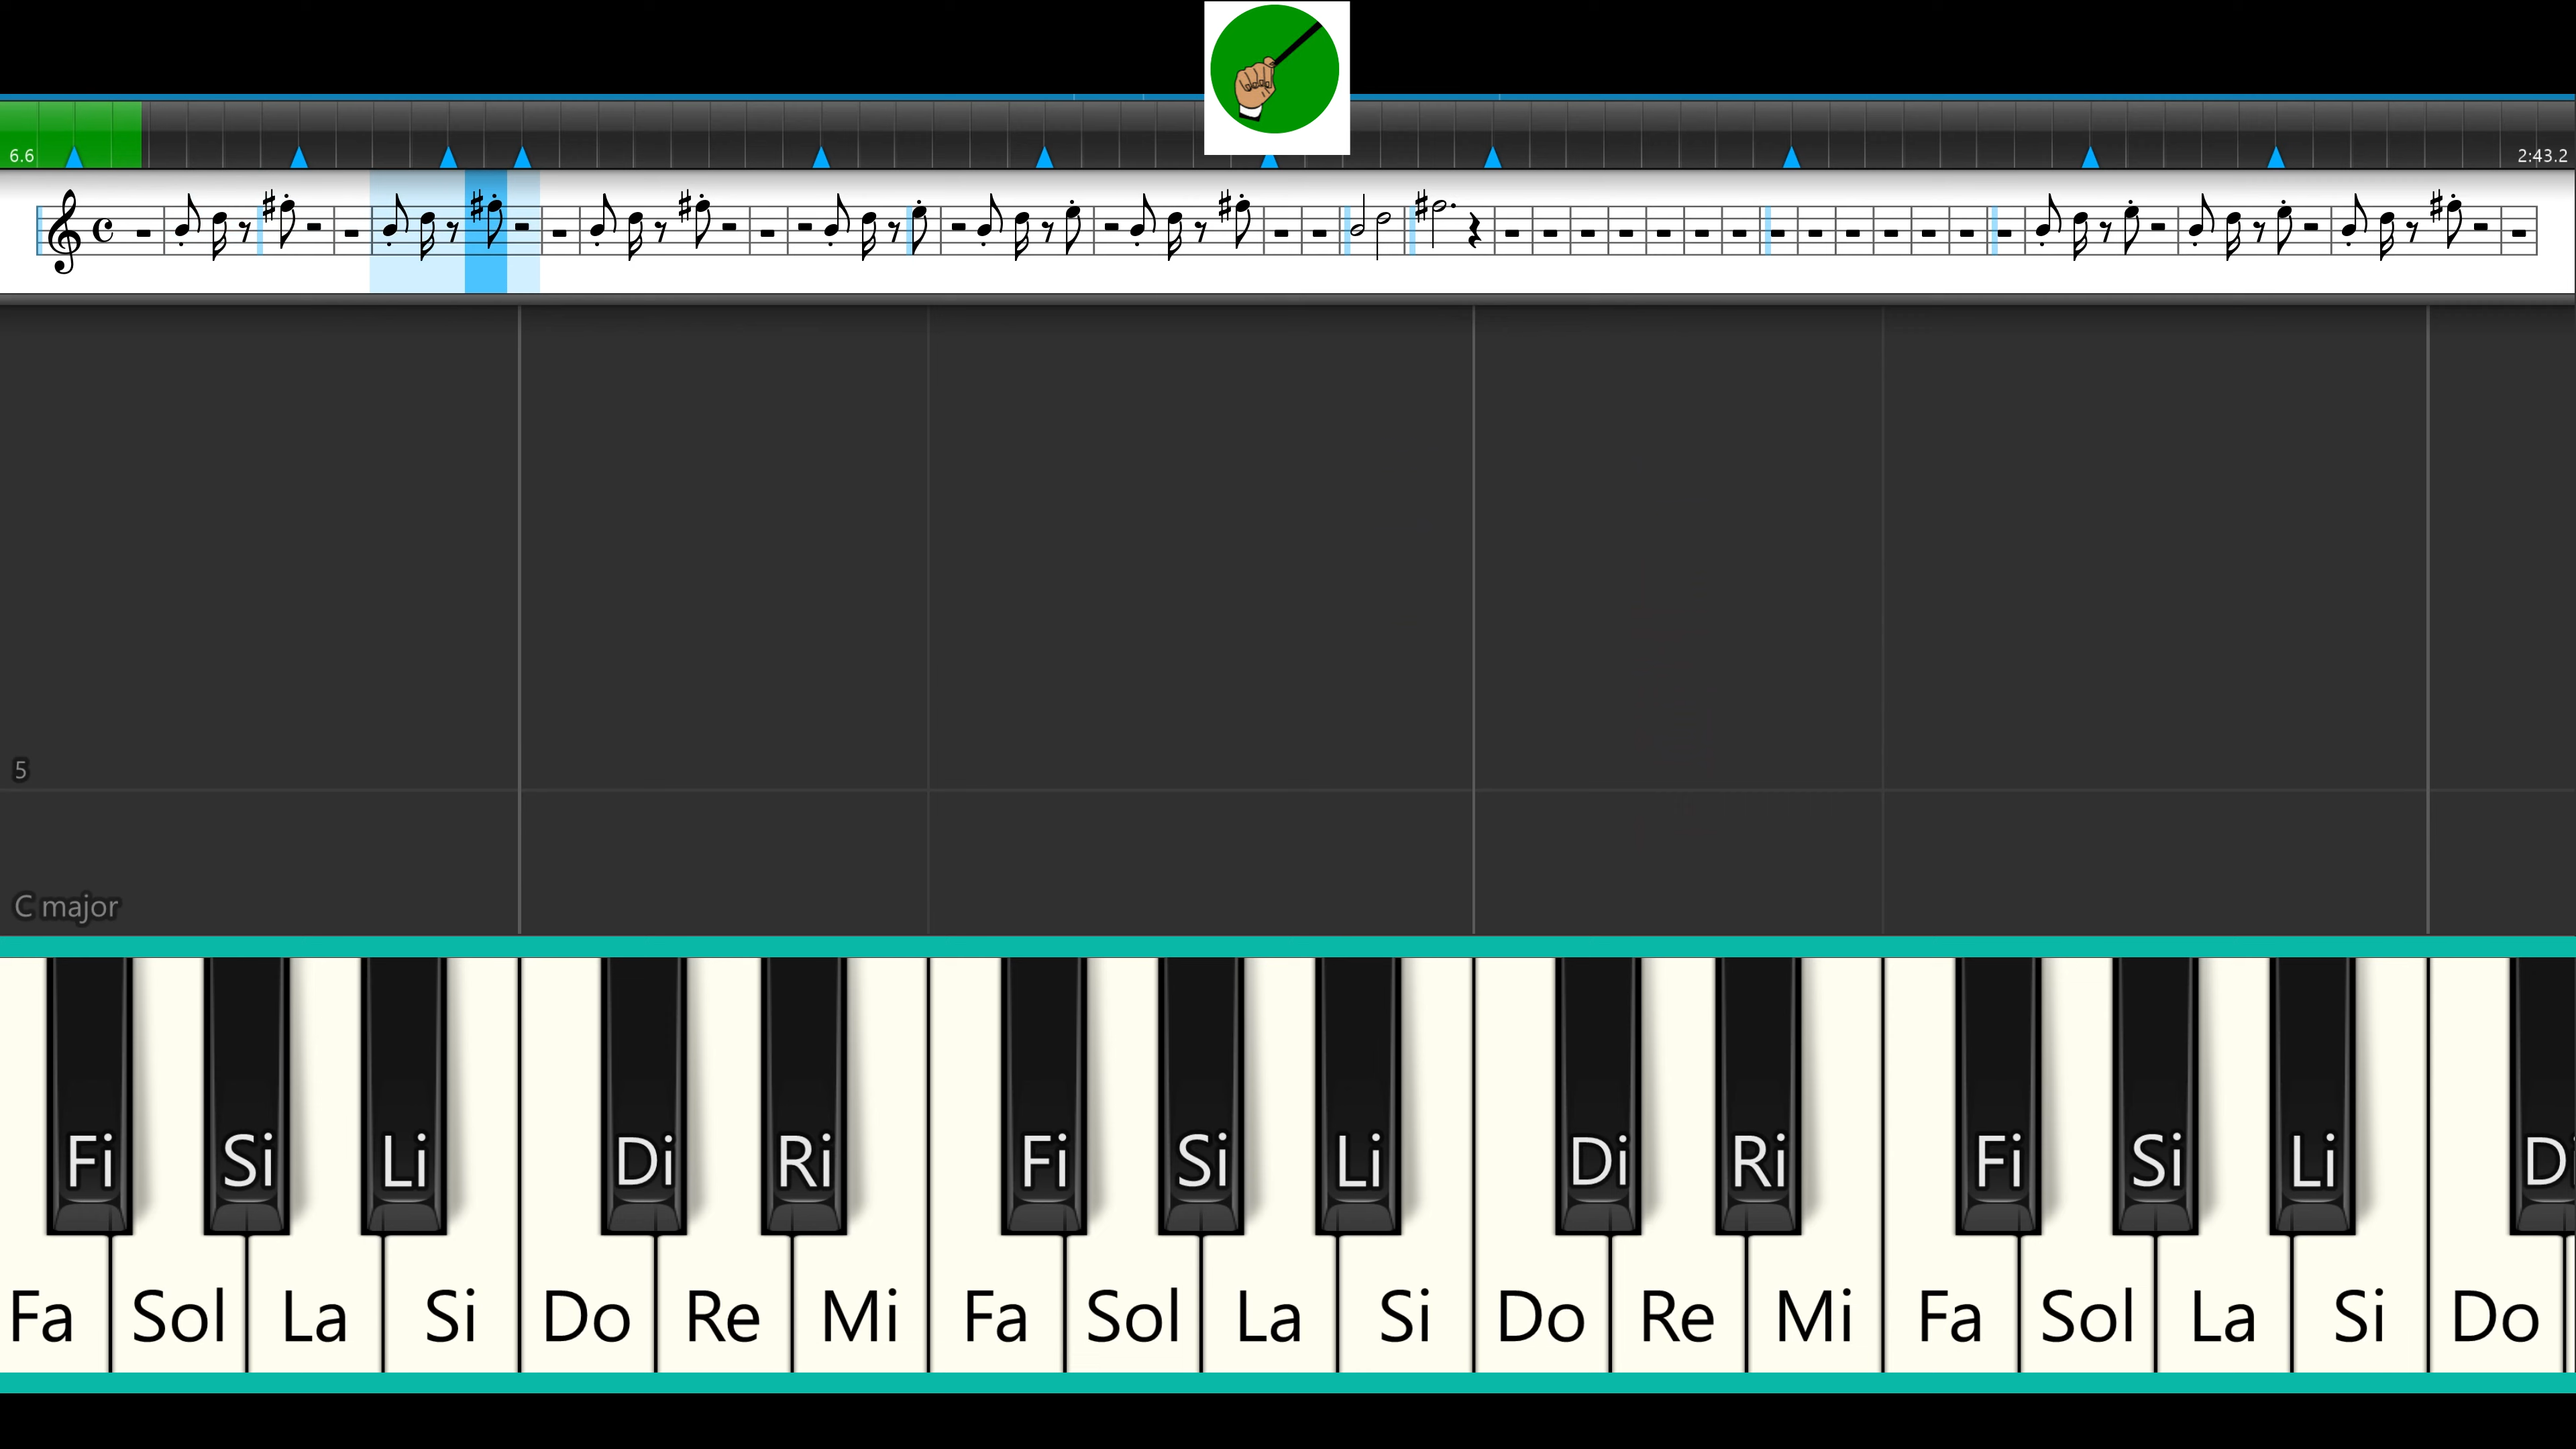 6.6
2:43.2
5
C major
Fi Si Li Di Ri Fi Si Li Di Ri Fi Si Li Di
Fa Sol La Si Do Re Mi Fa Sol La Si Do Re Mi Fa Sol La Si Do